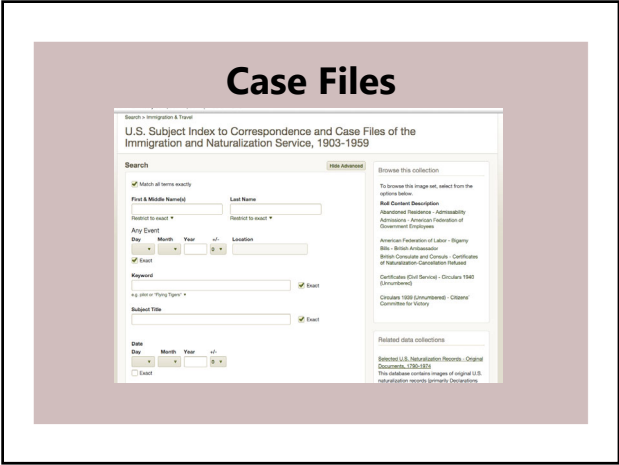 Case Files
Search > Immigration & Travel
U.S. Subject Index to Correspondence and Case Files of the
Immigration and Naturalization Service, 1903-1959
Search
Hide Advanced
Match all terms exactly
First & Middle Name(s) Last Name
Restrict to exact Restrict to exact
Any Event
Day Month Year +/- Location
0
Exact
Keyword
Exact
e.g. pilot or "Flying Tigers"
Subject Title
Exact
Date
Day Month Year +/-
0
Exact
Browse this collection
To browse this image set, select from the
options below.
Roll Content Description
Abandoned Residence - Admissability
Admissions - American Federation of
Government Employees
American Federation of Labor - Bigamy
Bills - British Ambassador
British Consulate and Consuls - Certificates
of Naturalization-Cancellation Refused
Certificates (Civil Service) - Circulars 1940
(Unnumbered)
Circulars 1939 (Unnumbered) - Citizens'
Committee for Victory
Related data collections
Selected U.S. Naturalization Records - Original
Documents, 1790-1974
This database contains images of original U.S.
naturalization records (primarily Declarations